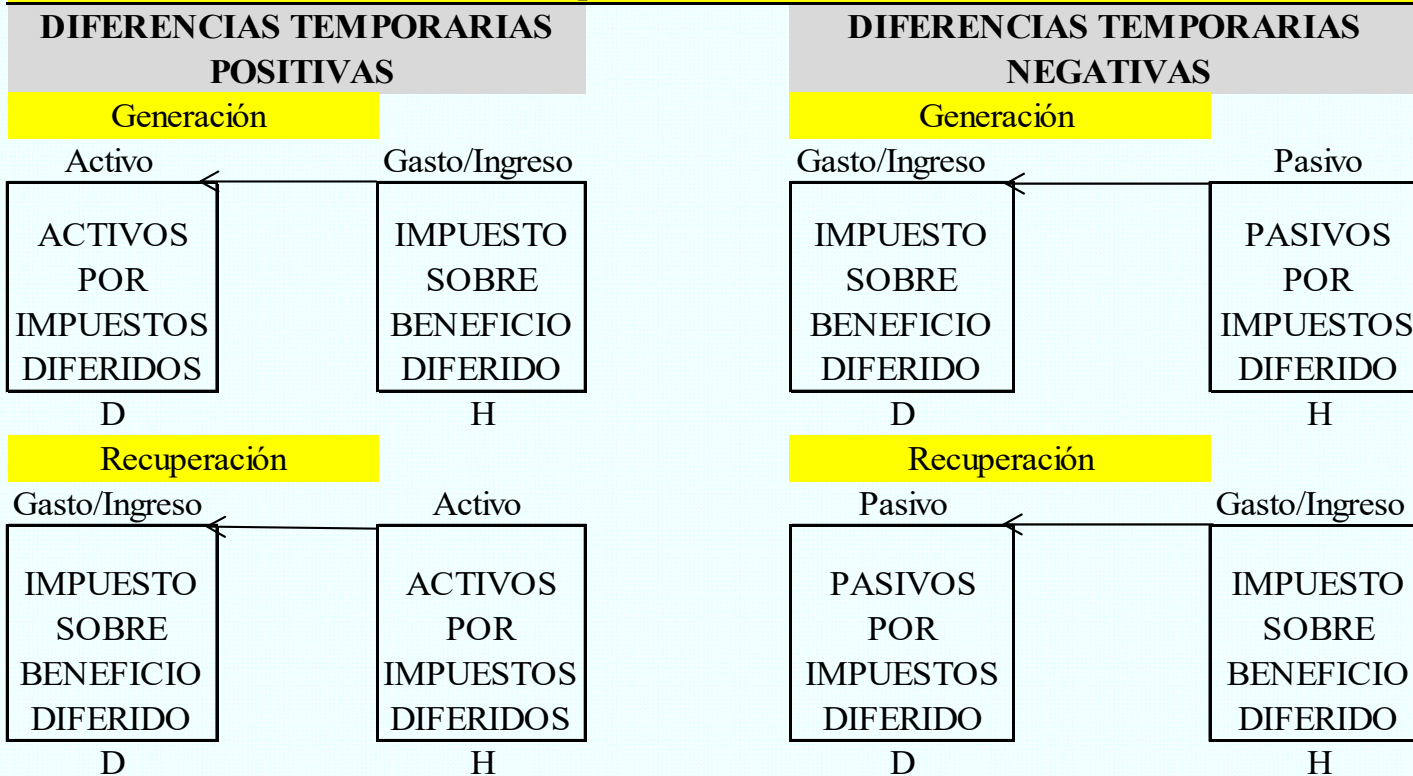 DIFERENCIAS TEMPORARIAS
POSITIVAS
Generación
Activo Gasto/Ingreso
ACTIVOS
POR
IMPUESTOS
DIFERIDOS
IMPUESTO
SOBRE
BENEFICIO
DIFERIDO
D H
Recuperación
Gasto/Ingreso Activo
IMPUESTO
SOBRE
BENEFICIO
DIFERIDO
ACTIVOS
POR
IMPUESTOS
DIFERIDOS
D H
DIFERENCIAS TEMPORARIAS
NEGATIVAS
Generación
Gasto/Ingreso Pasivo
IMPUESTO
SOBRE
BENEFICIO
DIFERIDO
PASIVOS
POR
IMPUESTOS
DIFERIDO
D H
Recuperación
Pasivo Gasto/Ingreso
PASIVOS
POR
IMPUESTOS
DIFERIDO
IMPUESTO
SOBRE
BENEFICIO
DIFERIDO
D H